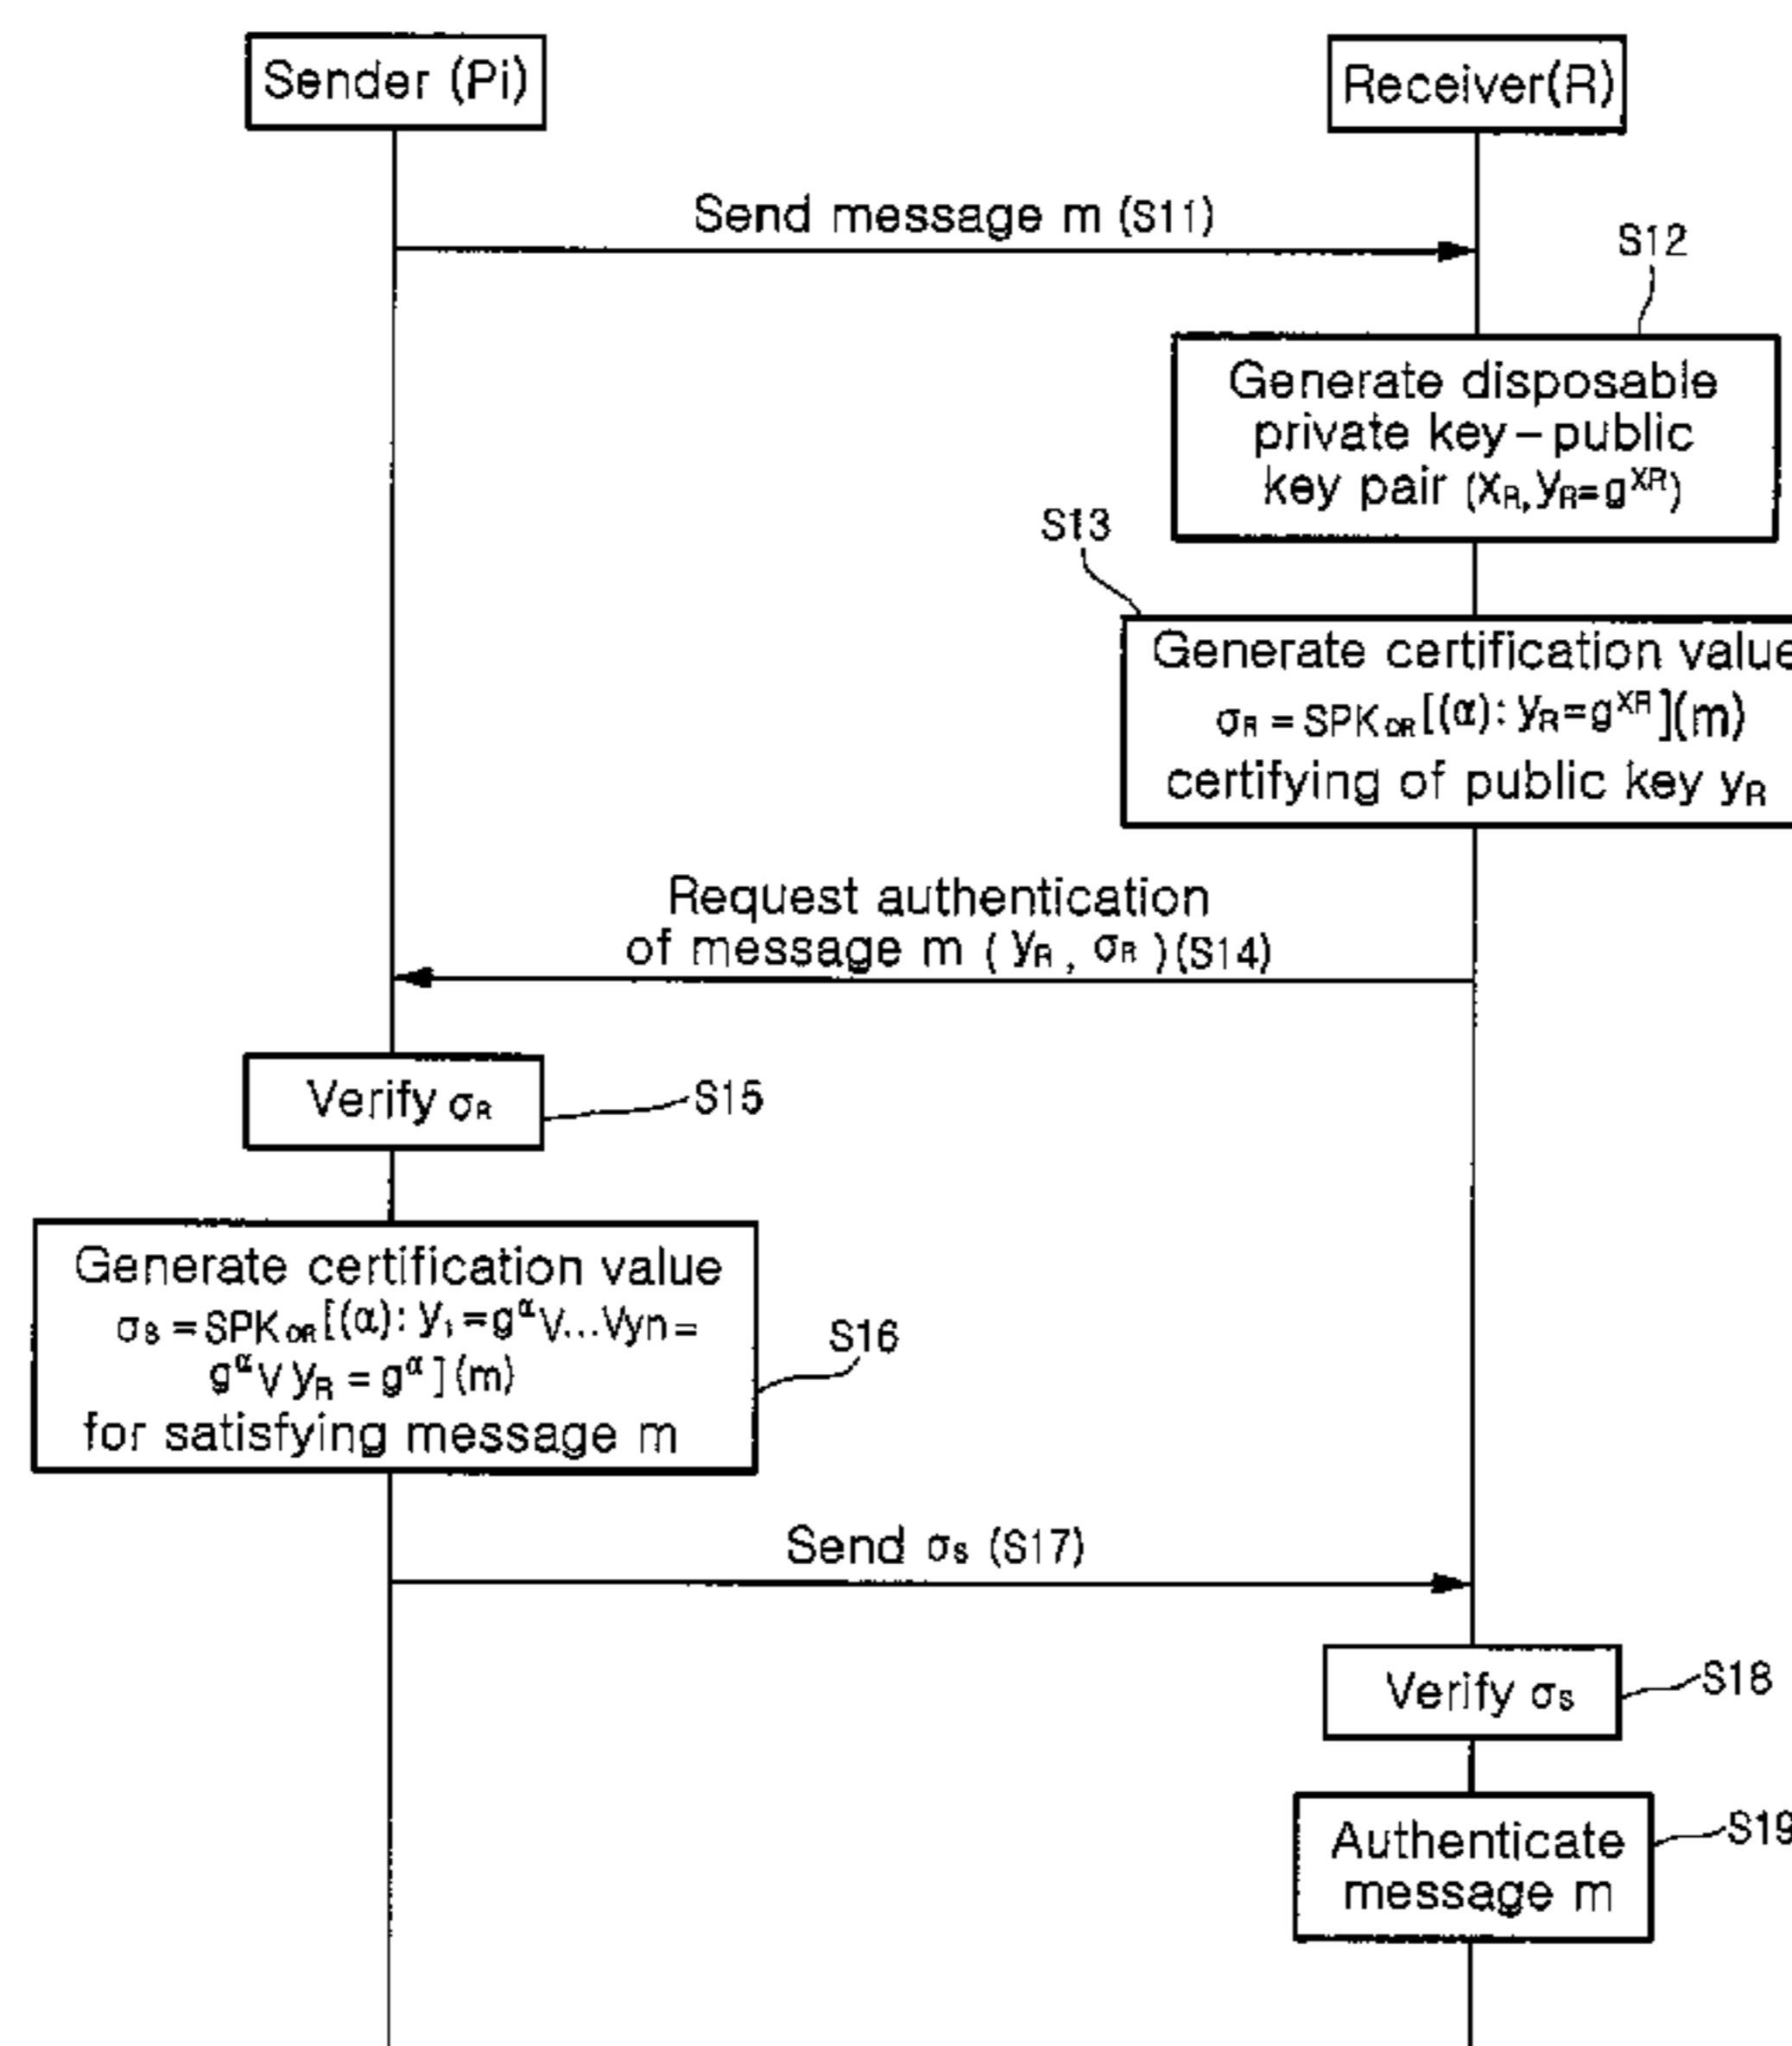 Sender (Pi)
Receiver(R)
Send message m (S11)
S12
Generate disposable
private key-public
key pair (xR, yR=g^xR)
S13
Generate certification value
σR = SPKOR[(α): yR=g^xR](m)
certifying of public key yR
Request authentication
of message m ( yR, σR )(S14)
Verify σR
S15
Generate certification value
σS = SPKOR[(α): y1 =g^α V...Vyn=
g^α V yR = g^α ](m)
for satisfying message m
S16
Send σS (S17)
Verify σS
S18
Authenticate
message m
S19